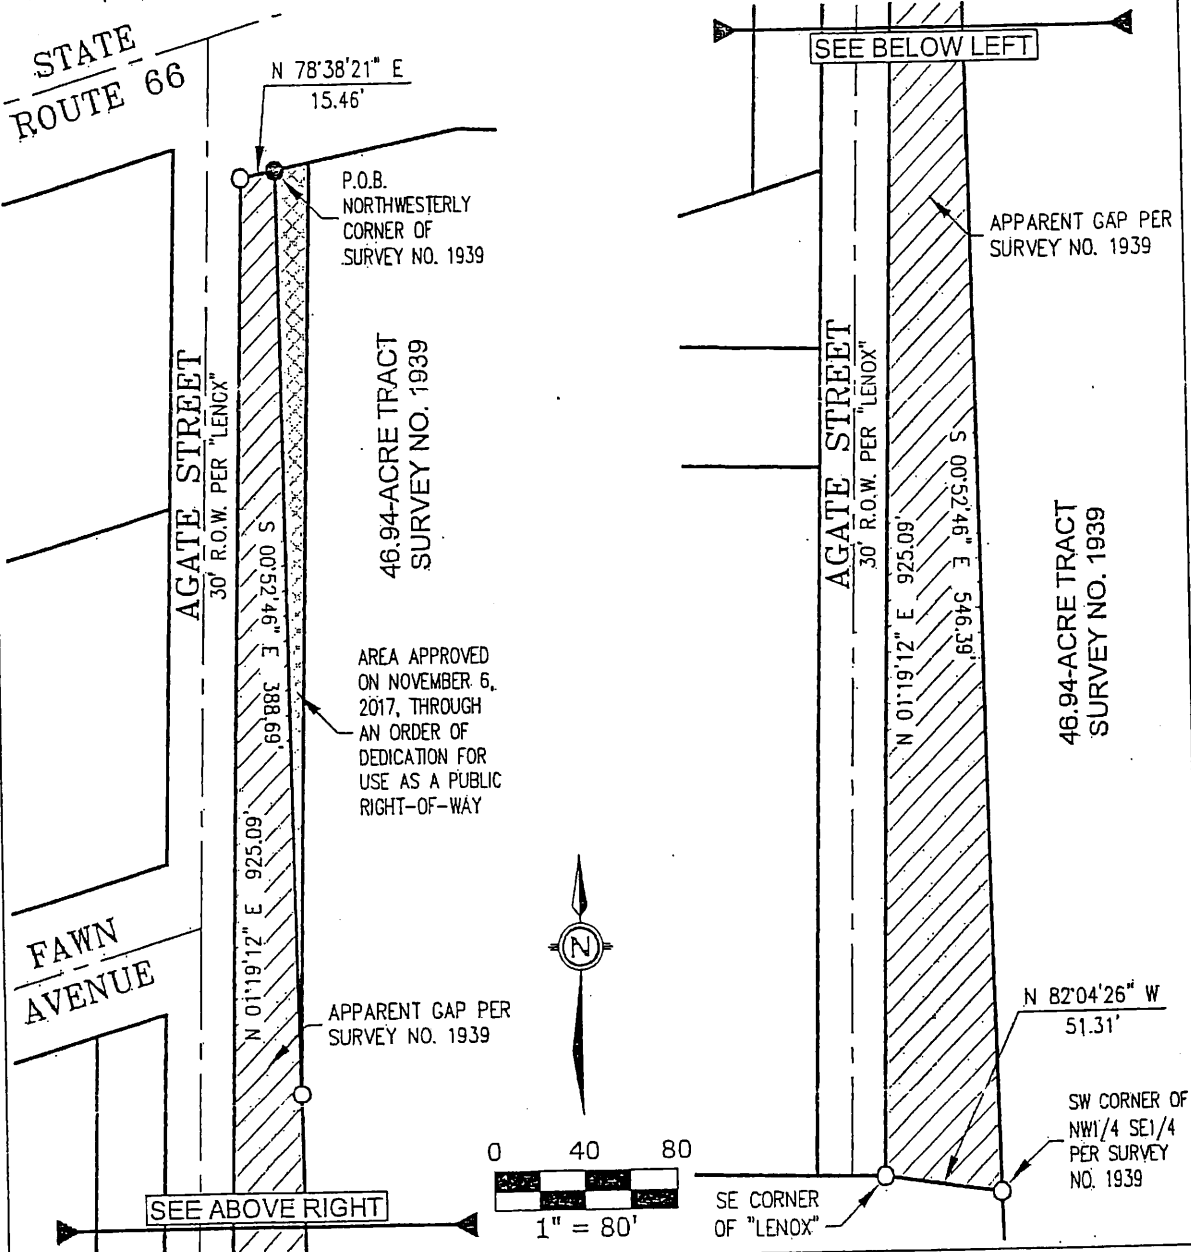 STATE
ROUTE 66
N 78°38'21" E
15.46'
P.O.B.
NORTHWESTERLY
CORNER OF
SURVEY NO. 1939
AGATE STREET
30' R.O.W. PER "LENOX"
46.94-ACRE TRACT
SURVEY NO. 1939
S 00°52'46" E 388.69'
N 01°19'12" E 925.09'
AREA APPROVED
ON NOVEMBER 6,
2017, THROUGH
AN ORDER OF
DEDICATION FOR
USE AS A PUBLIC
RIGHT-OF-WAY
FAWN
AVENUE
APPARENT GAP PER
SURVEY NO. 1939
SEE ABOVE RIGHT
N
0 40 80
1" = 80'
SEE BELOW LEFT
APPARENT GAP PER
SURVEY NO. 1939
AGATE STREET
30' R.O.W. PER "LENOX"
N 01°19'12" E 925.09'
S 00°52'46" E 546.39'
46.94-ACRE TRACT
SURVEY NO. 1939
N 82°04'26" W
51.31'
SW CORNER OF
NW1/4 SE1/4
PER SURVEY
NO. 1939
SE CORNER
OF "LENOX"